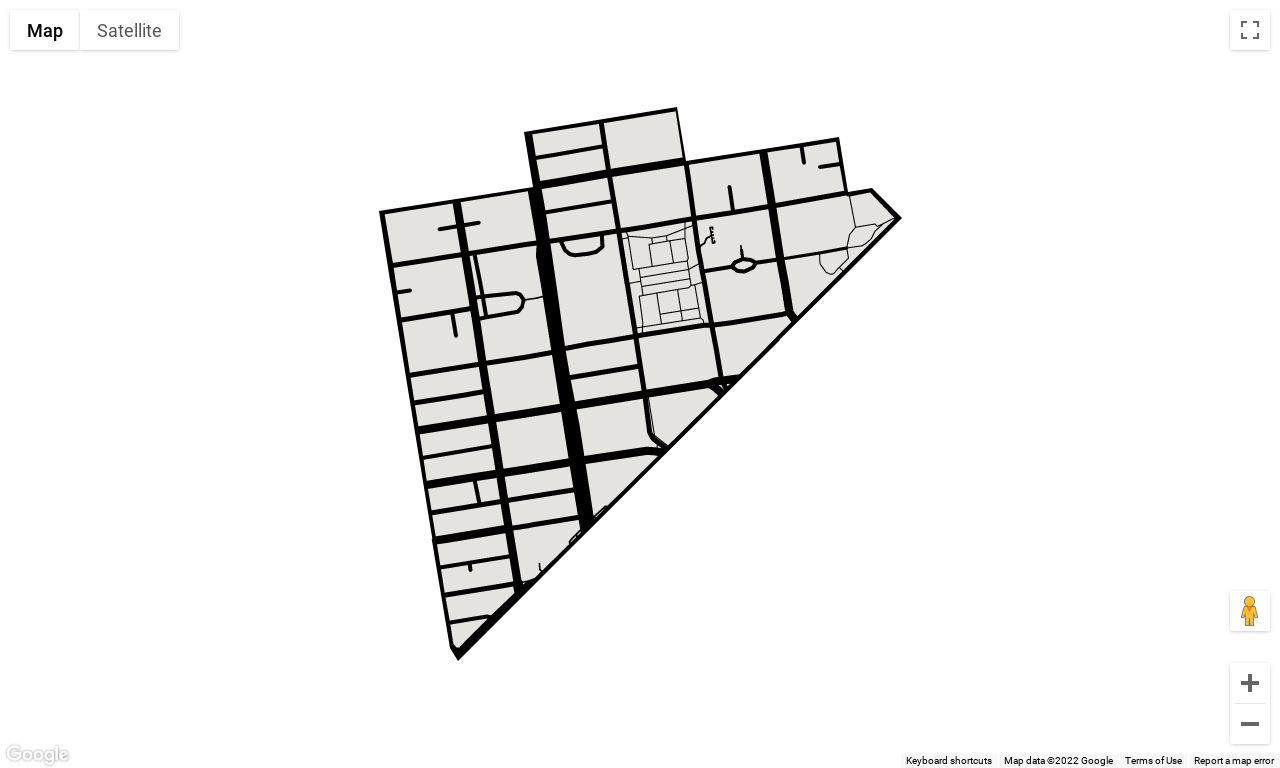 Map Satellite
Google
Keyboard shortcuts Map data ©2022 Google Terms of Use Report a map error